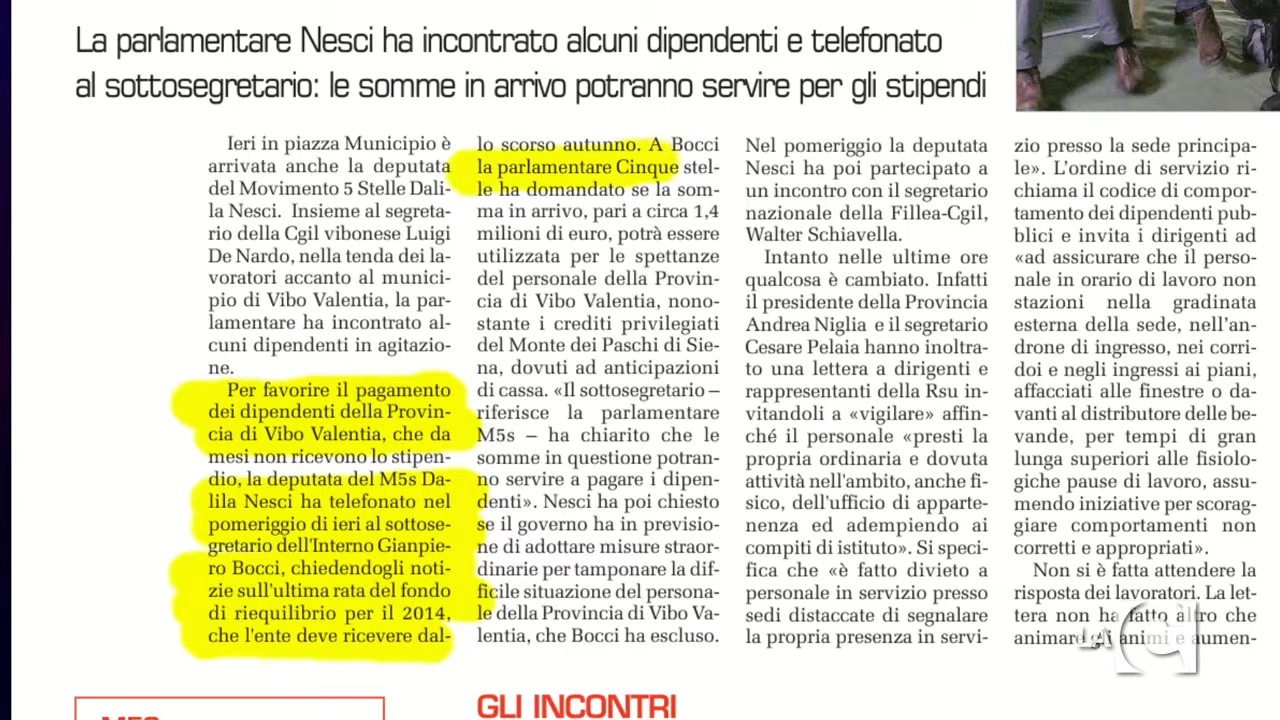 La parlamentare Nesci ha incontrato alcuni dipendenti e telefonato
al sottosegretario: le somme in arrivo potranno servire per gli stipendi
Ieri in piazza Municipio è
arrivata anche la deputata
del Movimento 5 Stelle Dali-
la Nesci. Insieme al segreta-
rio della Cgil vibonese Luigi
De Nardo, nella tenda dei la-
voratori accanto al munici-
pio di Vibo Valentia, la par-
lamentare ha incontrato al-
cuni dipendenti in agitazio-
ne.
Per favorire il pagamento
dei dipendenti della Provin-
cia di Vibo Valentia, che da
mesi non ricevono lo stipen-
dio, la deputata del M5s Da-
lila Nesci ha telefonato nel
pomeriggio di ieri al sottose-
gretario dell'Interno Gianpie-
ro Bocci, chiedendogli noti-
zie sull'ultima rata del fondo
di riequilibrio per il 2014,
che l'ente deve ricevere dal-
lo scorso autunno. A Bocci
la parlamentare Cinque stel-
le ha domandato se la som-
ma in arrivo, pari a circa 1,4
milioni di euro, potrà essere
utilizzata per le spettanze
del personale della Provin-
cia di Vibo Valentia, nono-
stante i crediti privilegiati
del Monte dei Paschi di Sie-
na, dovuti ad anticipazioni
di cassa. «Il sottosegretario –
riferisce la parlamentare
M5s – ha chiarito che le
somme in questione potran-
no servire a pagare i dipen-
denti». Nesci ha poi chiesto
se il governo ha in previsio-
ne di adottare misure straor-
dinarie per tamponare la dif-
ficile situazione del persona-
le della Provincia di Vibo Va-
lentia, che Bocci ha escluso.
Nel pomeriggio la deputata
Nesci ha poi partecipato a
un incontro con il segretario
nazionale della Fillea-Cgil,
Walter Schiavella.
Intanto nelle ultime ore
qualcosa è cambiato. Infatti
il presidente della Provincia
Andrea Niglia e il segretario
Cesare Pelaia hanno inoltra-
to una lettera a dirigenti e
rappresentanti della Rsu in-
vitandoli a «vigilare» affin-
ché il personale «presti la
propria ordinaria e dovuta
attività nell'ambito, anche fi-
sico, dell'ufficio di apparte-
nenza ed adempiendo ai
compiti di istituto». Si speci-
fica che «è fatto divieto a
personale in servizio presso
sedi distaccate di segnalare
la propria presenza in servi-
zio presso la sede principa-
le». L'ordine di servizio ri-
chiama il codice di compor-
tamento dei dipendenti pub-
blici e invita i dirigenti ad
«ad assicurare che il perso-
nale in orario di lavoro non
stazioni nella gradinata
esterna della sede, nell'an-
drone di ingresso, nei corri-
doi e negli ingressi ai piani,
affacciati alle finestre o da-
vanti al distributore delle be-
vande, per tempi di gran
lunga superiori alle fisiolo-
giche pause di lavoro, assu-
mendo iniziative per scorag-
giare comportamenti non
corretti e appropriati».
Non si è fatta attendere la
risposta dei lavoratori. La let-
tera non ha fatto altro che
animare gli animi e aumen-
LA
M5S
GLI INCONTRI